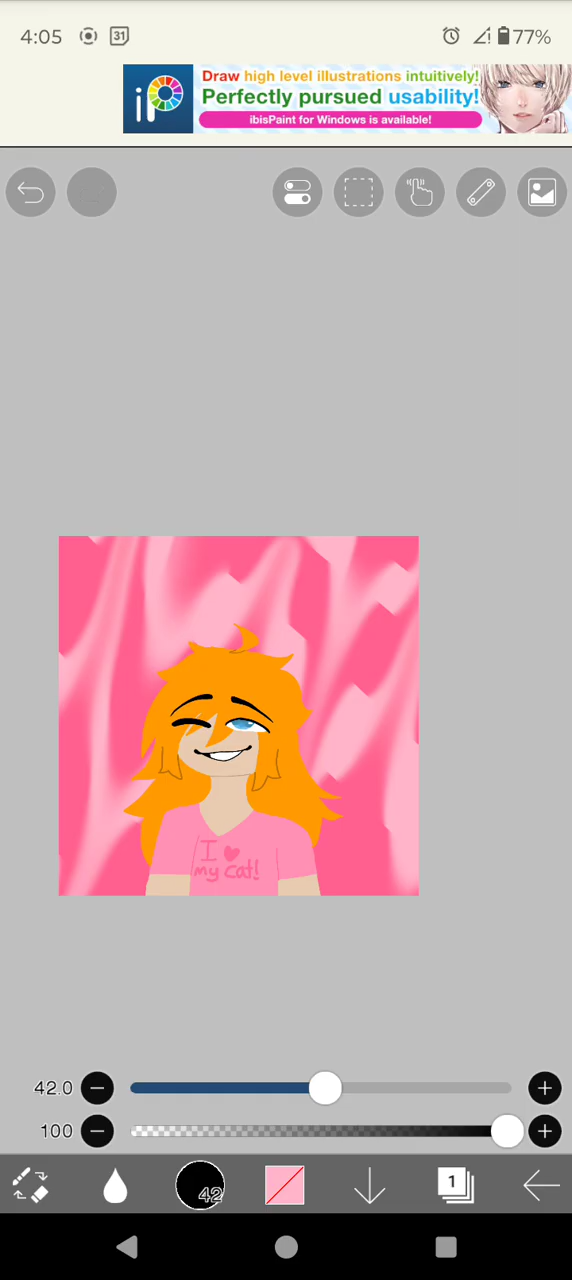 4:05
31
77%
iP
Draw high level illustrations intuitively!
Perfectly pursued usability!
ibisPaint for Windows is available!
I ♥
my cat!
42.0
100
42
1